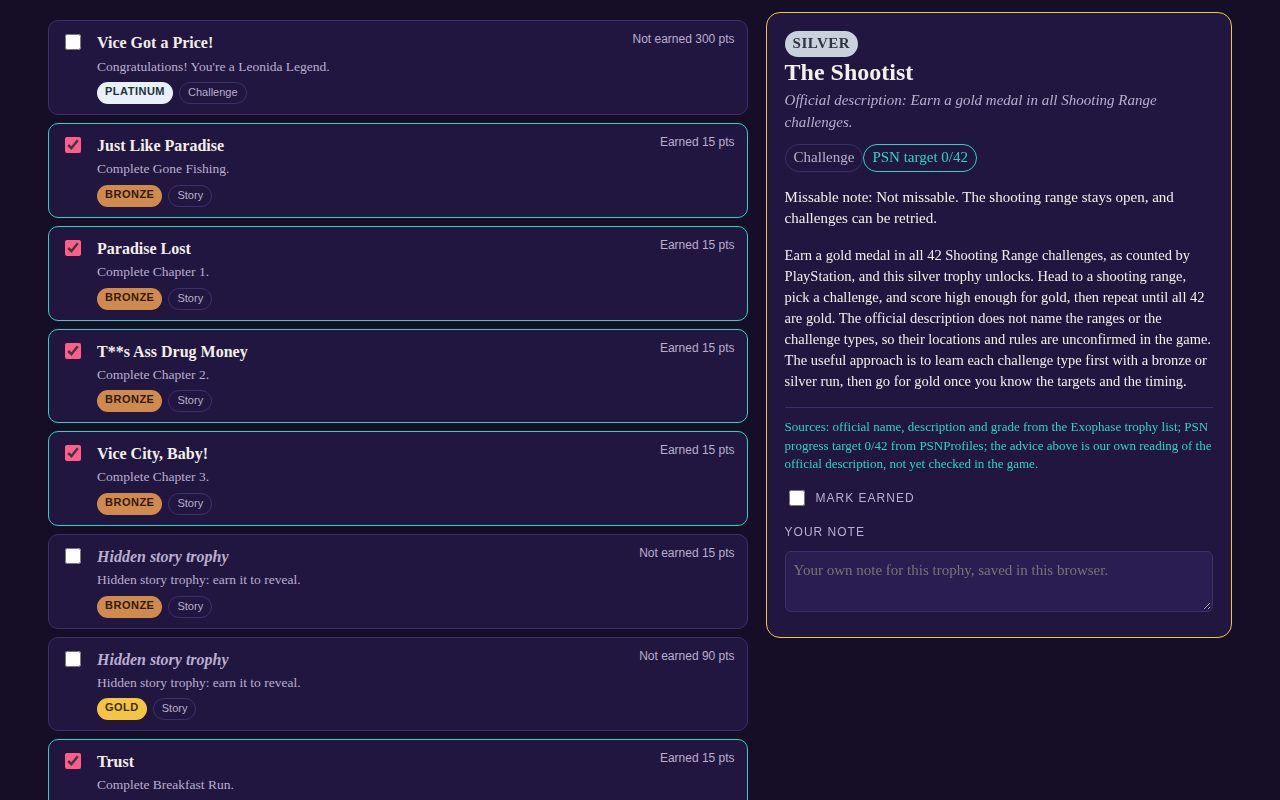 Vice Got a Price!
Not earned 300 pts
Congratulations! You're a Leonida Legend.
PLATINUM
Challenge
Just Like Paradise
Earned 15 pts
Complete Gone Fishing.
BRONZE
Story
Paradise Lost
Earned 15 pts
Complete Chapter 1.
BRONZE
Story
T**s Ass Drug Money
Earned 15 pts
Complete Chapter 2.
BRONZE
Story
Vice City, Baby!
Earned 15 pts
Complete Chapter 3.
BRONZE
Story
Hidden story trophy
Not earned 15 pts
Hidden story trophy: earn it to reveal.
BRONZE
Story
Hidden story trophy
Not earned 90 pts
Hidden story trophy: earn it to reveal.
GOLD
Story
Trust
Earned 15 pts
Complete Breakfast Run.
SILVER
The Shootist
Official description: Earn a gold medal in all Shooting Range
challenges.
Challenge
PSN target 0/42
Missable note: Not missable. The shooting range stays open, and
challenges can be retried.
Earn a gold medal in all 42 Shooting Range challenges, as counted by
PlayStation, and this silver trophy unlocks. Head to a shooting range,
pick a challenge, and score high enough for gold, then repeat until all 42
are gold. The official description does not name the ranges or the
challenge types, so their locations and rules are unconfirmed in the game.
The useful approach is to learn each challenge type first with a bronze or
silver run, then go for gold once you know the targets and the timing.
Sources: official name, description and grade from the Exophase trophy list; PSN
progress target 0/42 from PSNProfiles; the advice above is our own reading of the
official description, not yet checked in the game.
MARK EARNED
YOUR NOTE
Your own note for this trophy, saved in this browser.